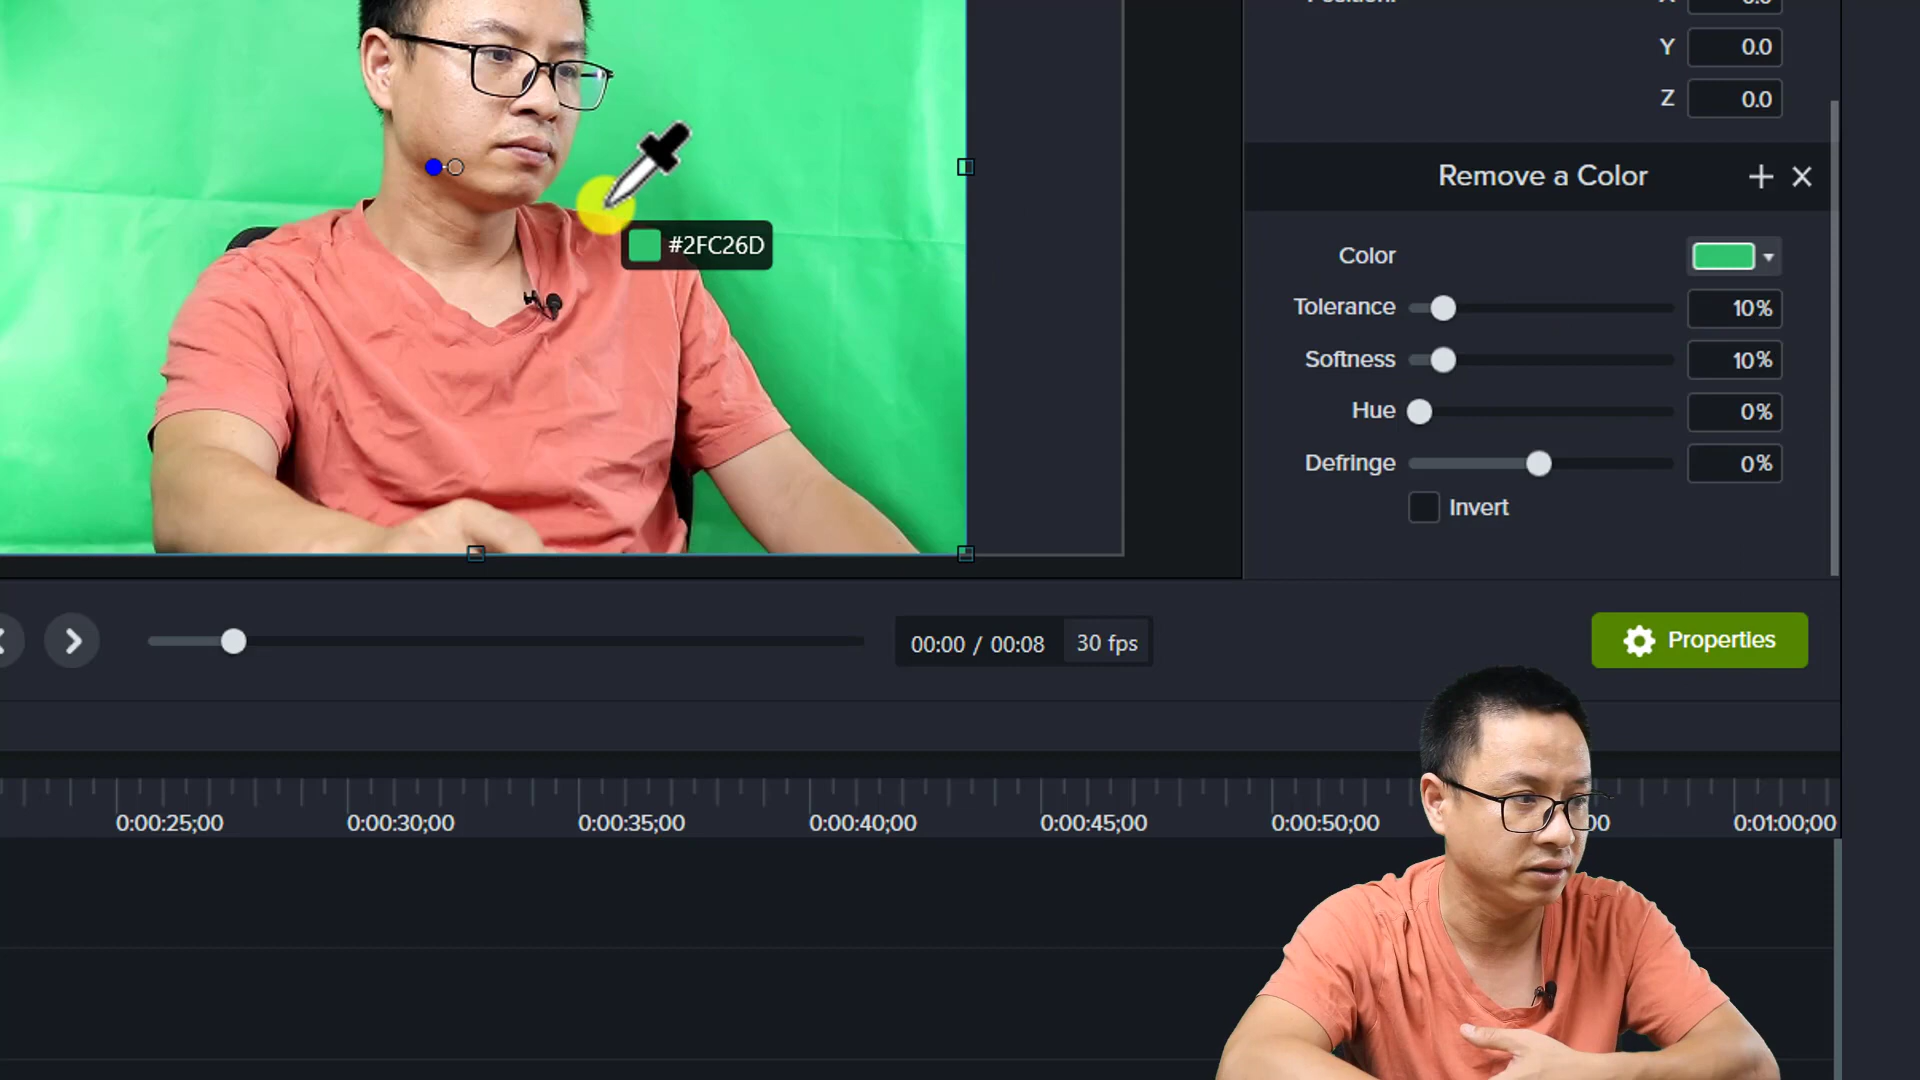 Y 0.0
Z 0.0
Remove a Color
#2FC26D
Color
Tolerance 10%
Softness 10%
Hue 0%
Defringe 0%
Invert
00:00 / 00:08 30 fps
Properties
0:00:25;00 0:00:30;00 0:00:35;00 0:00:40;00 0:00:45;00 0:00:50;00 0:01:00;00